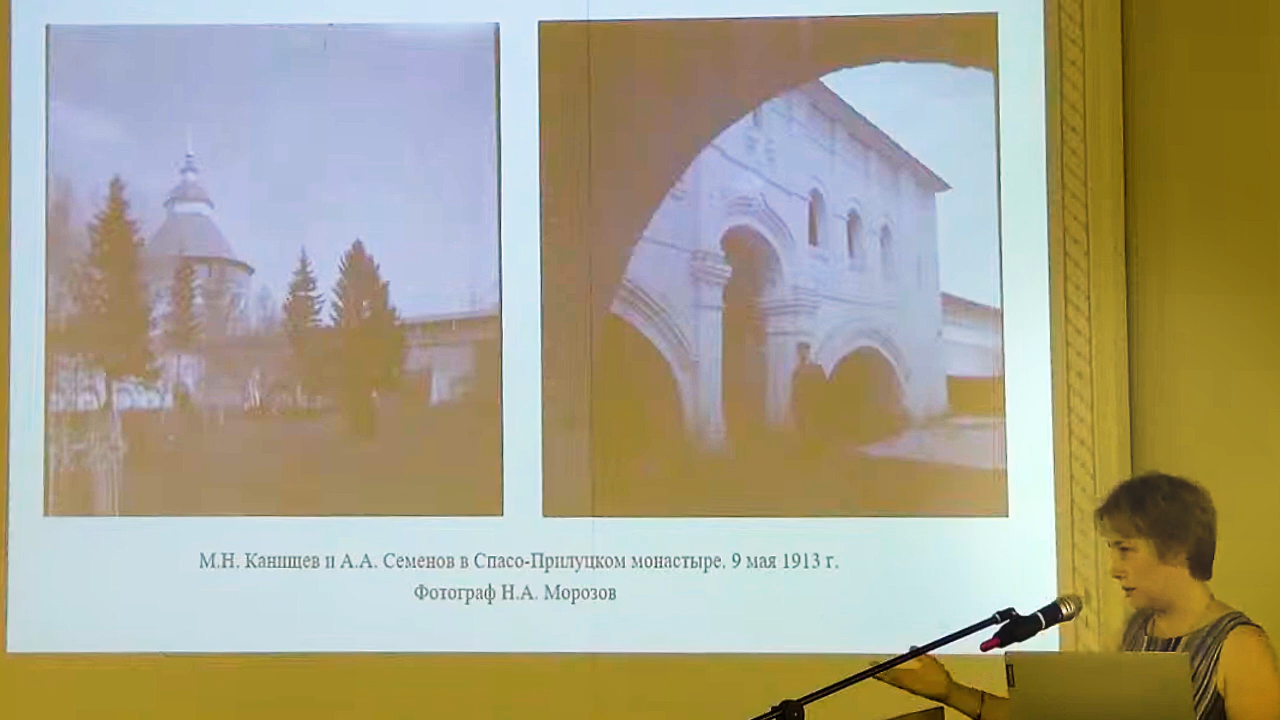 М.Н. Канищев и А.А. Семенов в Спасо-Прилуцком монастыре. 9 мая 1913 г.
Фотограф Н.А. Морозов